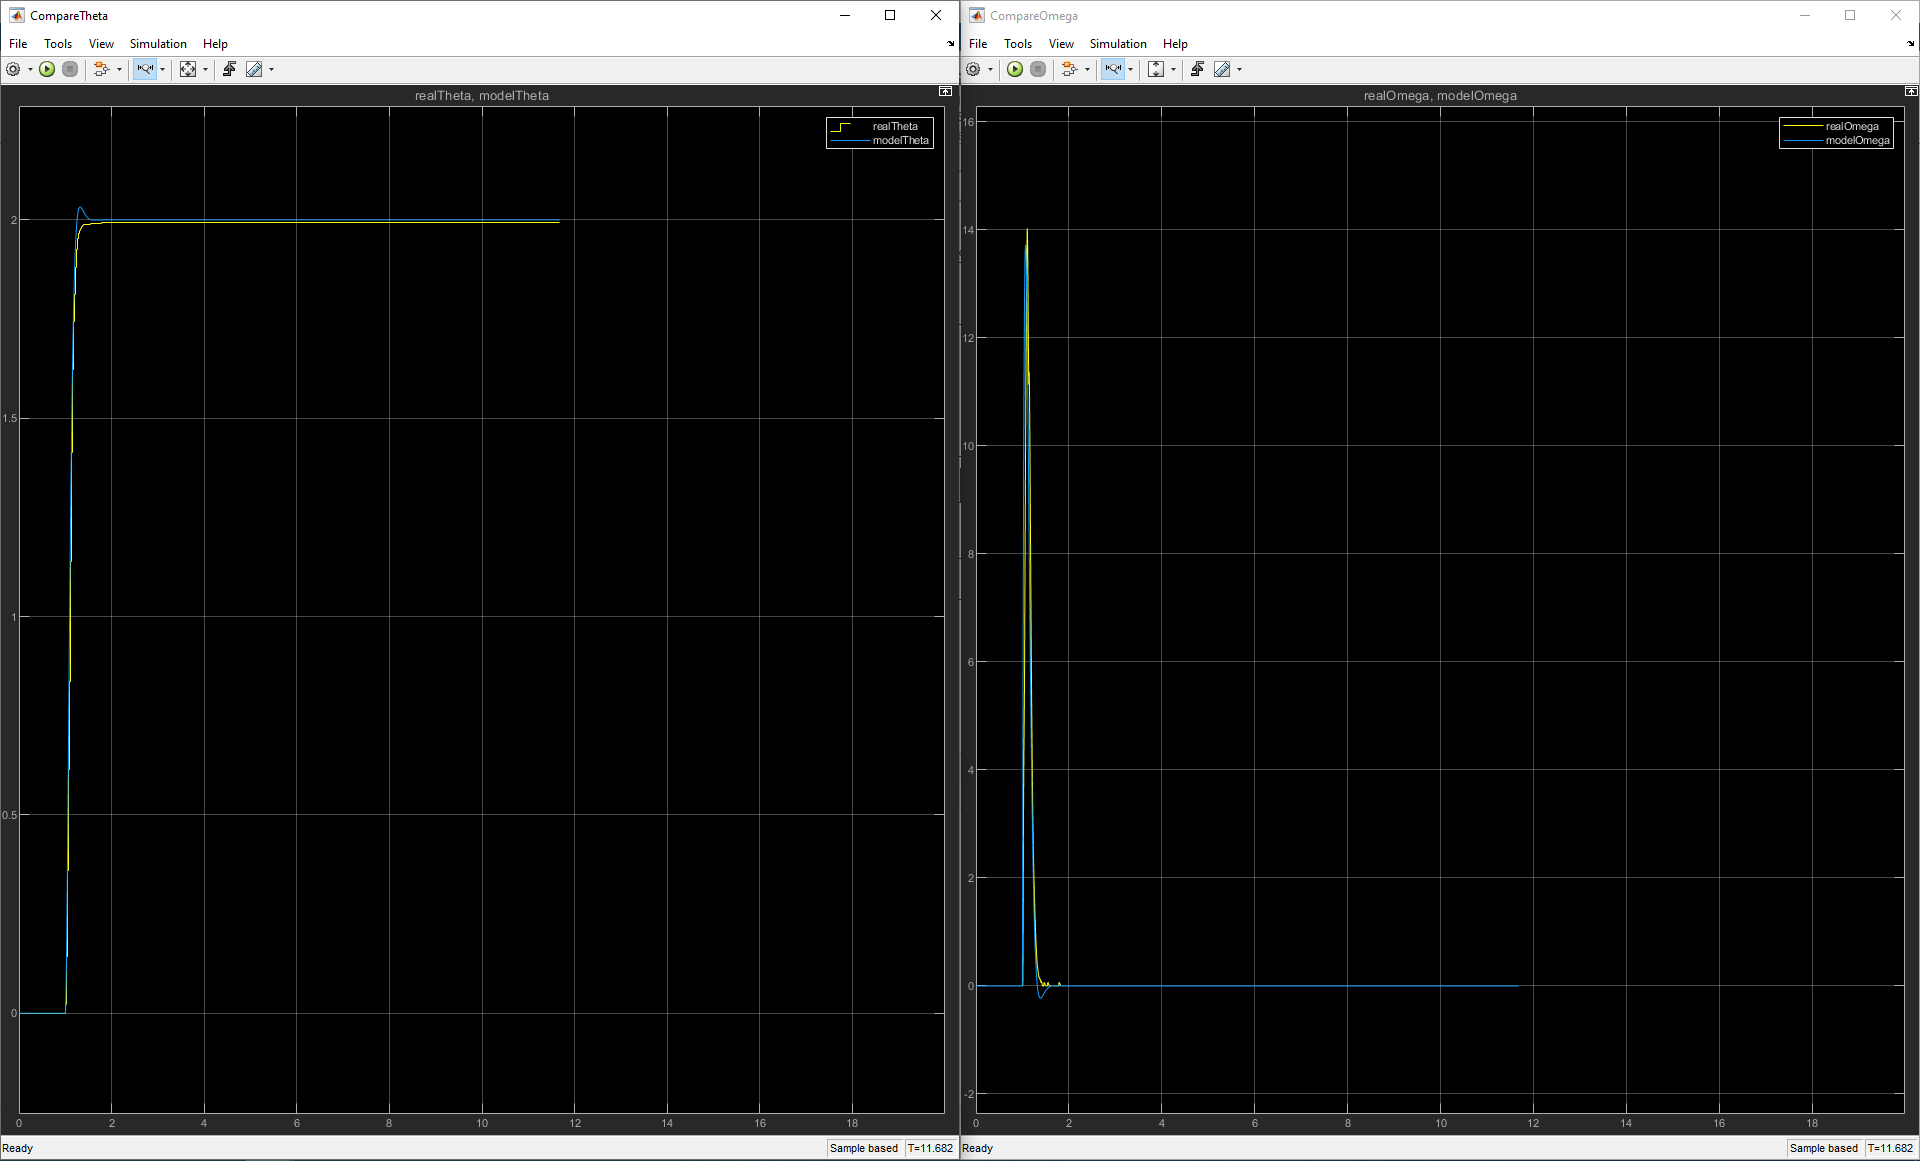 CompareTheta
File Tools View Simulation Help
realTheta, modelTheta
realTheta
modelTheta
2
1.5
1
0.5
0
0 2 4 6 8 10 12 14 16 18
Ready
Sample based T=11.682
CompareOmega
File Tools View Simulation Help
realOmega, modelOmega
realOmega
modelOmega
16
14
12
10
8
6
4
2
0
-2
0 2 4 6 8 10 12 14 16 18
Ready
Sample based T=11.682